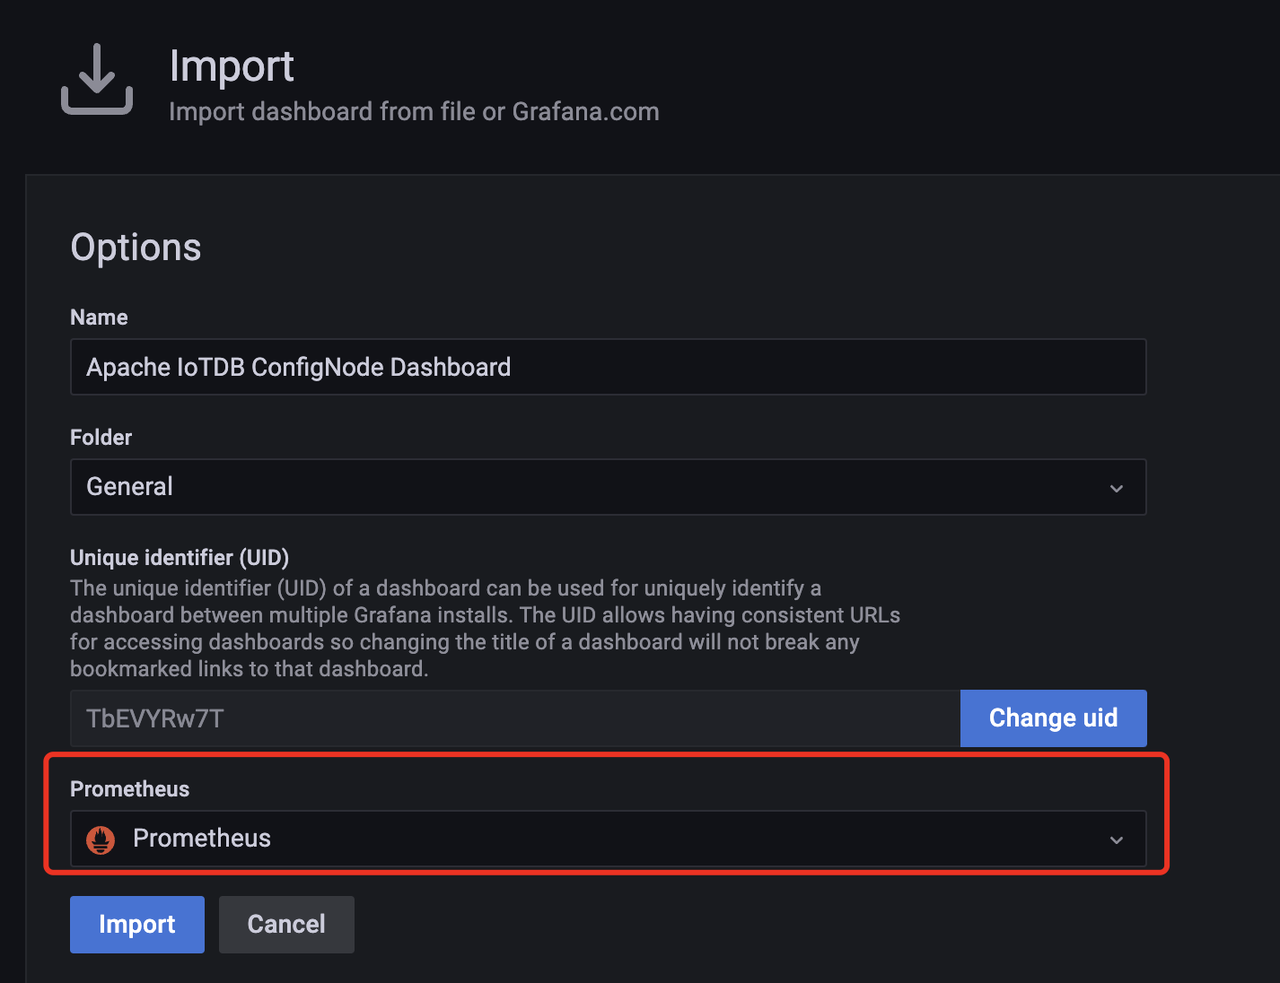 Import
Import dashboard from file or Grafana.com
Options
Name
Apache IoTDB ConfigNode Dashboard
Folder
General
Unique identifier (UID)
The unique identifier (UID) of a dashboard can be used for uniquely identify a
dashboard between multiple Grafana installs. The UID allows having consistent URLs
for accessing dashboards so changing the title of a dashboard will not break any
bookmarked links to that dashboard.
TbEVYRw7T
Change uid
Prometheus
Prometheus
Import
Cancel